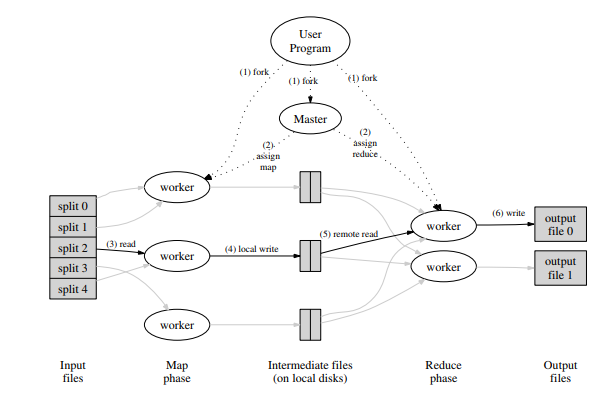 User
Program
(1) fork
(1) fork
(1) fork
Master
(2)
assign
map
(2)
assign
reduce
worker
split 0
split 1
split 2
split 3
split 4
(3) read
worker
(4) local write
(5) remote read
worker
(6) write
output
file 0
worker
output
file 1
worker
Input
files
Map
phase
Intermediate files
(on local disks)
Reduce
phase
Output
files